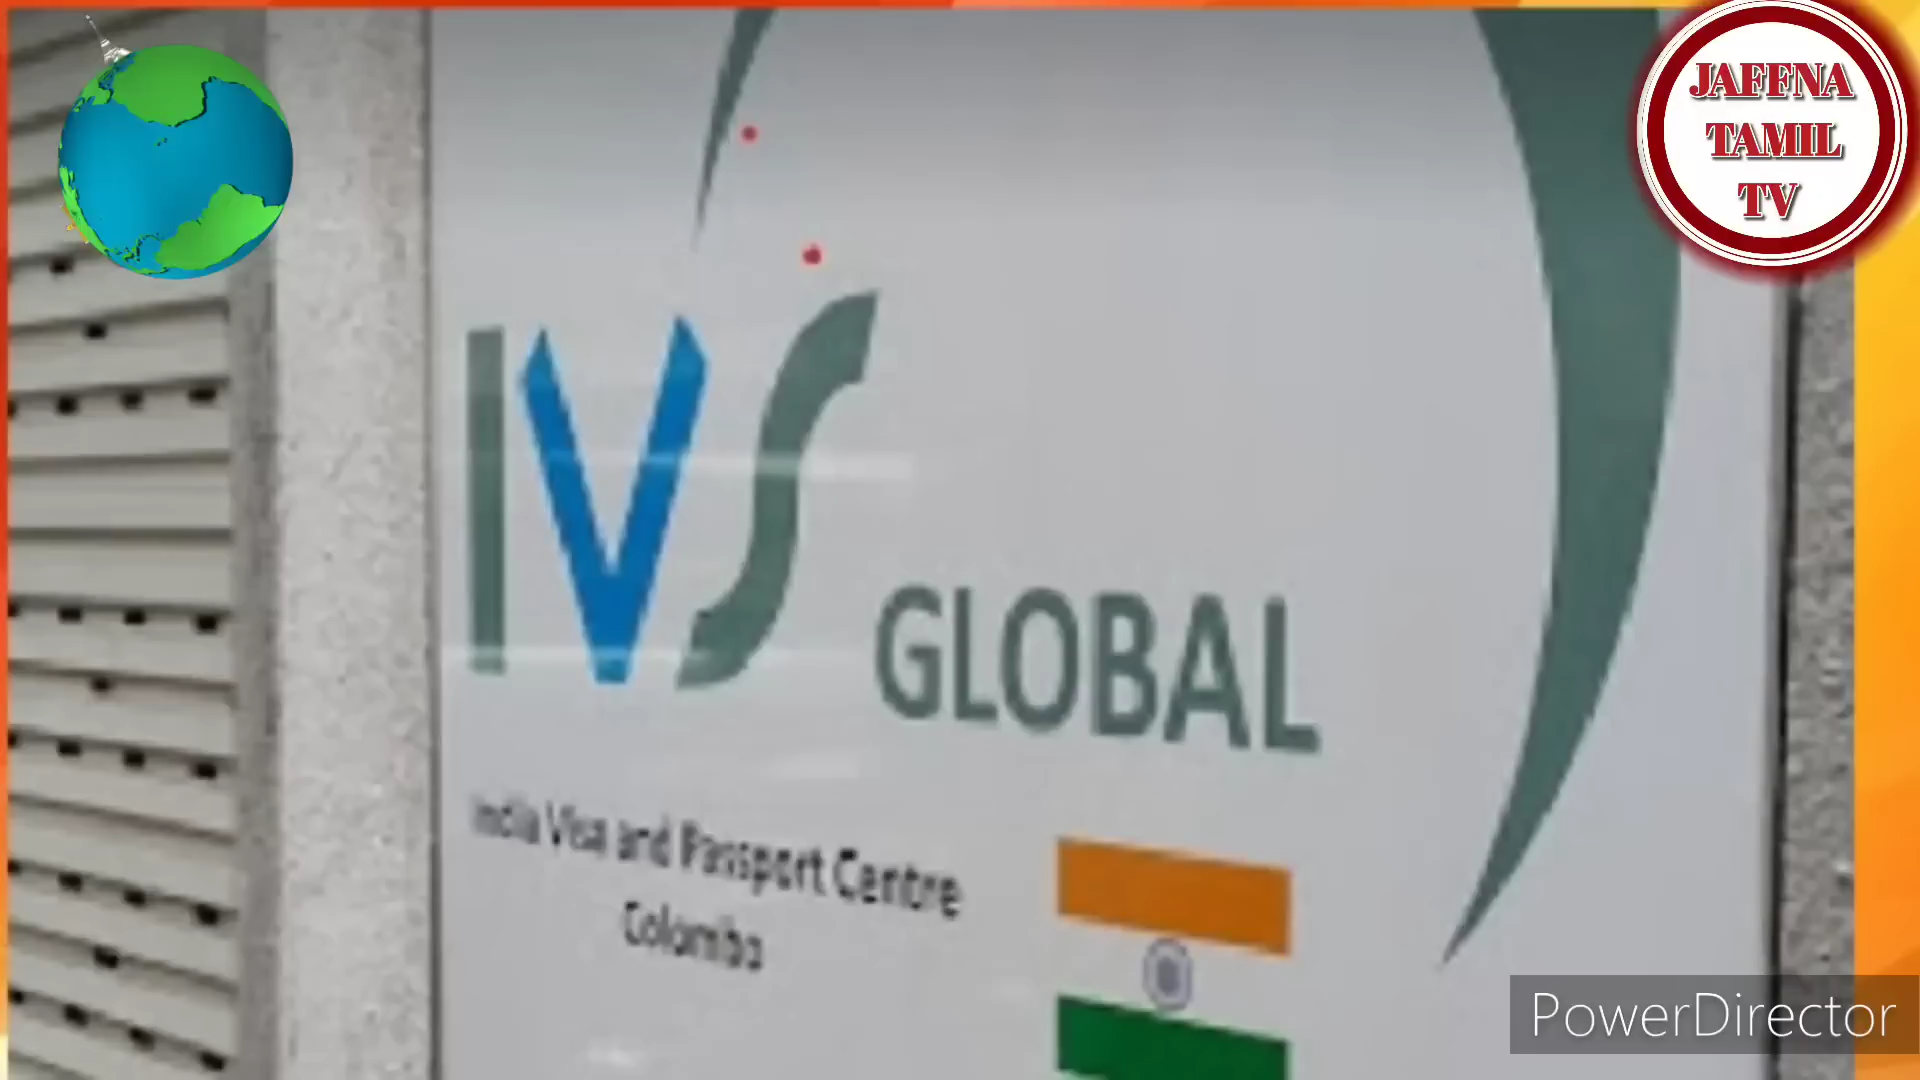 JAFFNA
TAMIL
TV
IVS
GLOBAL
India Visa and Passport Centre
Colombo
PowerDirector